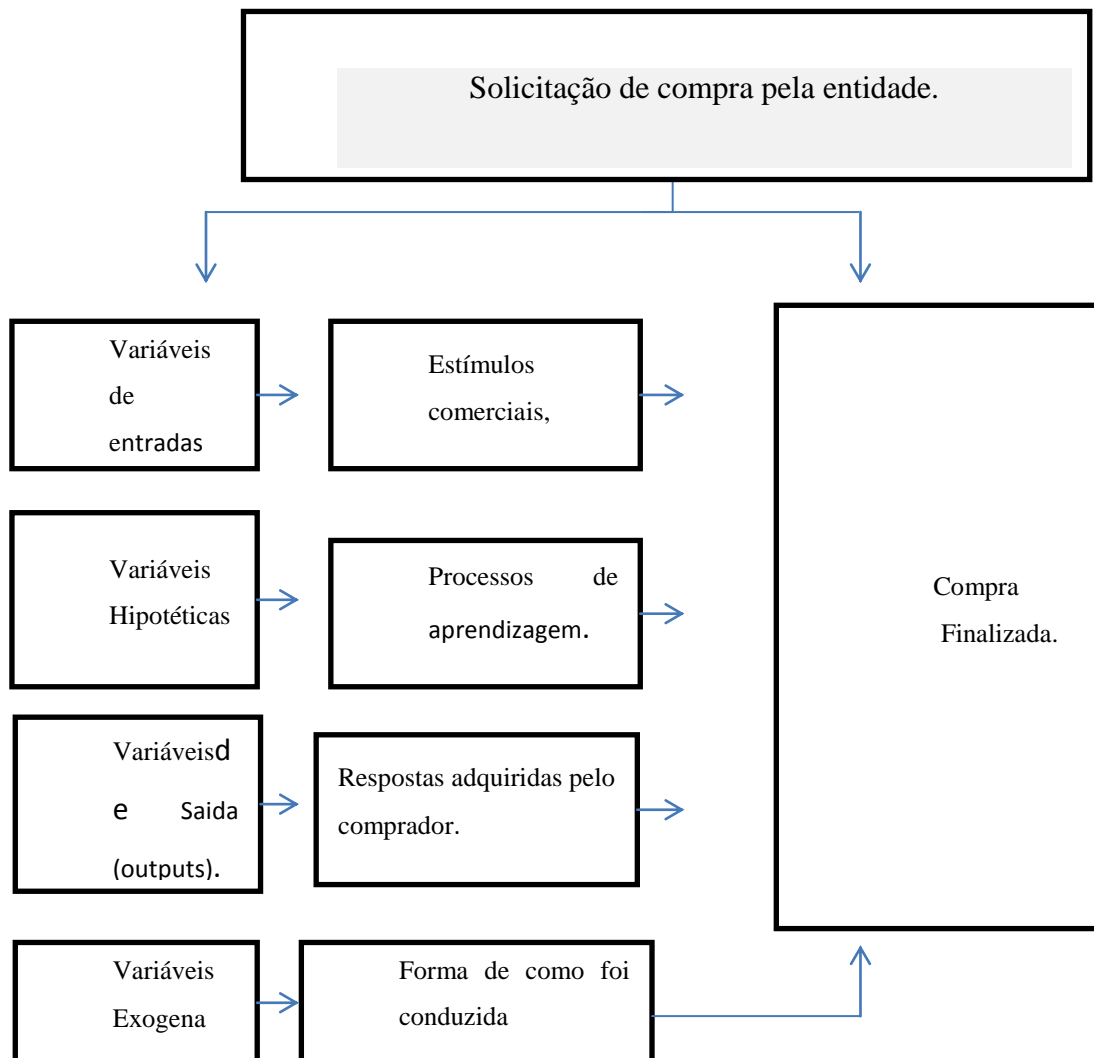 Solicitação de compra pela entidade.
Variáveis
de
entradas
Estímulos
comerciais,
Variáveis
Hipotéticas
Processos de
aprendizagem.
Compra
Finalizada.
Variáveisd
e Saida
(outputs).
Respostas adquiridas pelo
comprador.
Variáveis
Exogena
Forma de como foi
conduzida